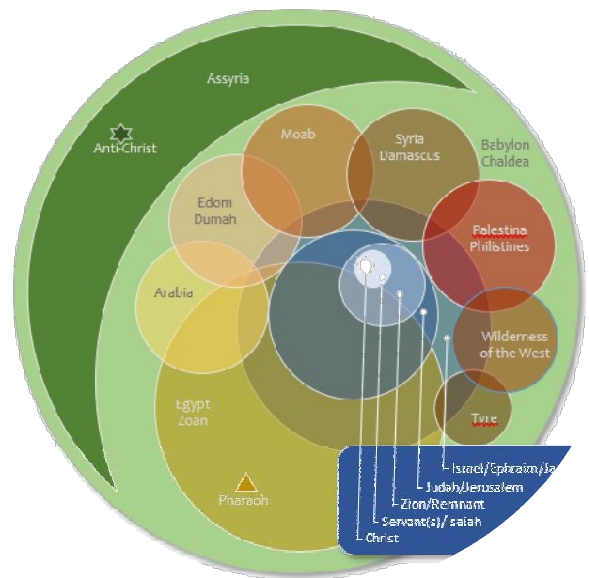 Assyria
Anti-Christ
Moab
Syria
Damascus
Babylon
Chaldea
Edom
Dumah
Palestina
Philistines
Arabia
Wilderness
of the West
Egypt
Zoan
Tyre
Pharaoh
Israel/Ephraim/Ja
Judah/Jerusalem
Zion/Remnant
Servant(s)/Isaiah
Christ